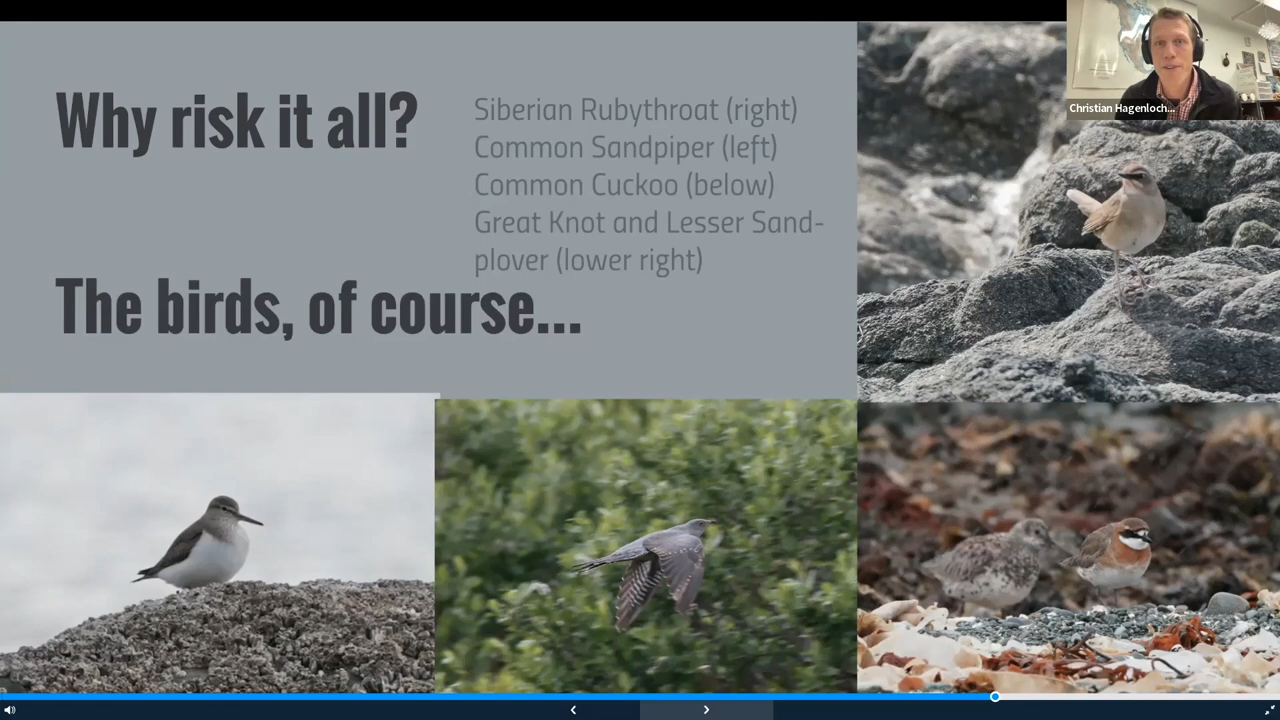 Why risk it all?
Siberian Rubythroat (right)
Common Sandpiper (left)
Common Cuckoo (below)
Great Knot and Lesser Sand-
plover (lower right)
The birds, of course...
Christian Hagenloch...